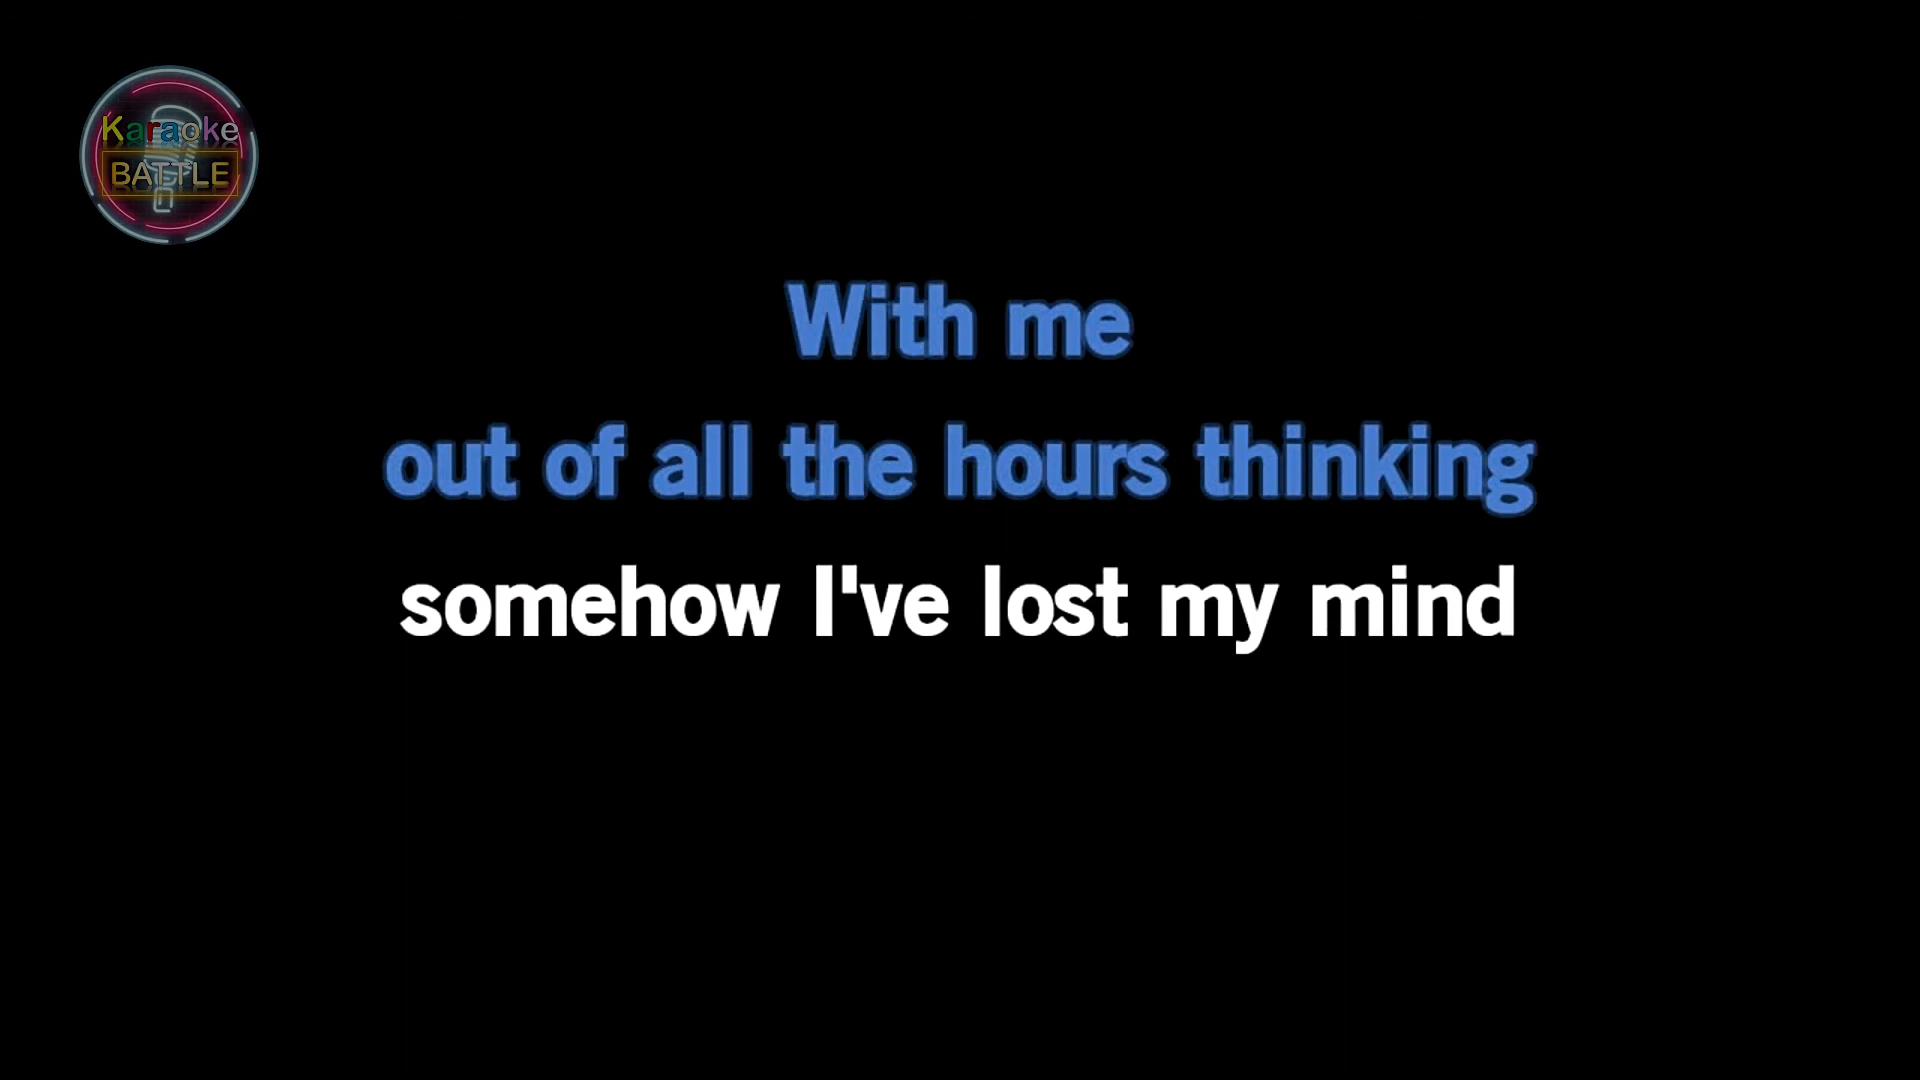 Karaoke
BATTLE
With me
out of all the hours thinking
somehow I've lost my mind